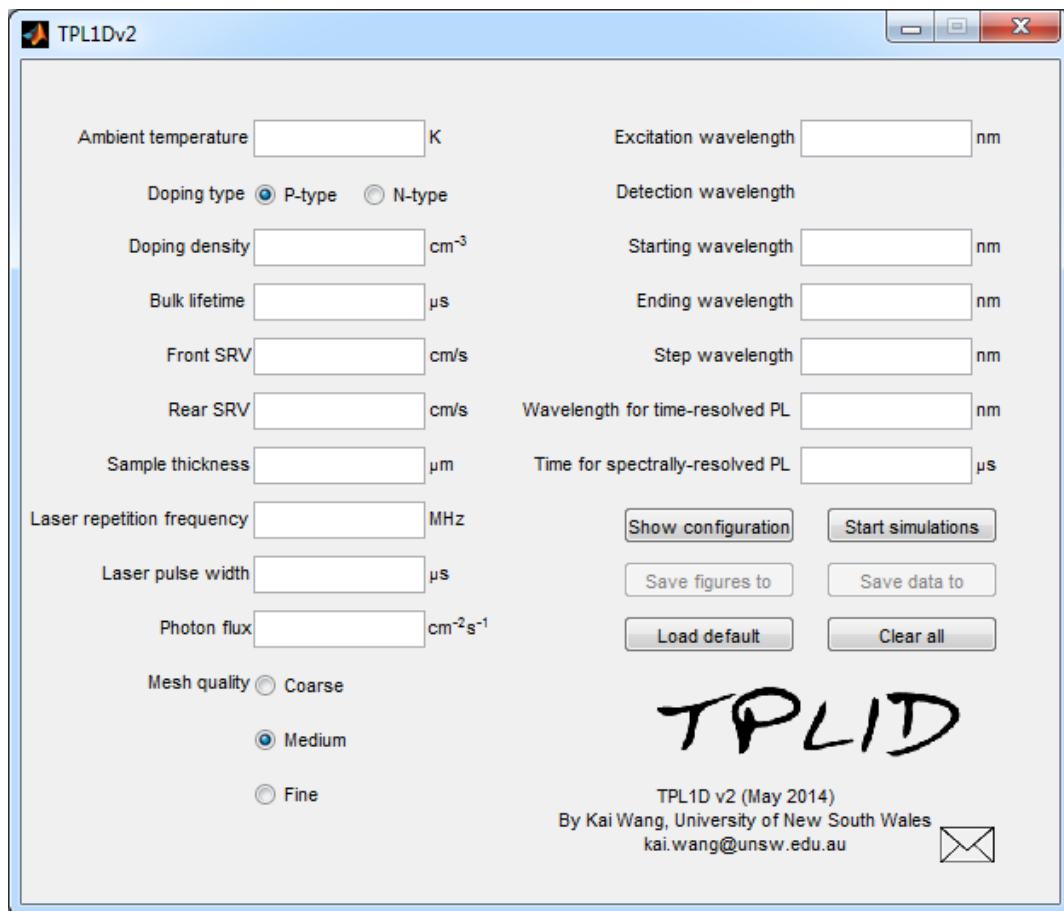 TPL1Dv2
Ambient temperature K
Doping type P-type N-type
Doping density cm⁻³
Bulk lifetime µs
Front SRV cm/s
Rear SRV cm/s
Sample thickness µm
Laser repetition frequency MHz
Laser pulse width µs
Photon flux cm⁻²s⁻¹
Mesh quality Coarse
Medium
Fine
Excitation wavelength nm
Detection wavelength
Starting wavelength nm
Ending wavelength nm
Step wavelength nm
Wavelength for time-resolved PL nm
Time for spectrally-resolved PL µs
Show configuration Start simulations
Save figures to Save data to
Load default Clear all
TPL1D
TPL1D v2 (May 2014)
By Kai Wang, University of New South Wales
kai.wang@unsw.edu.au